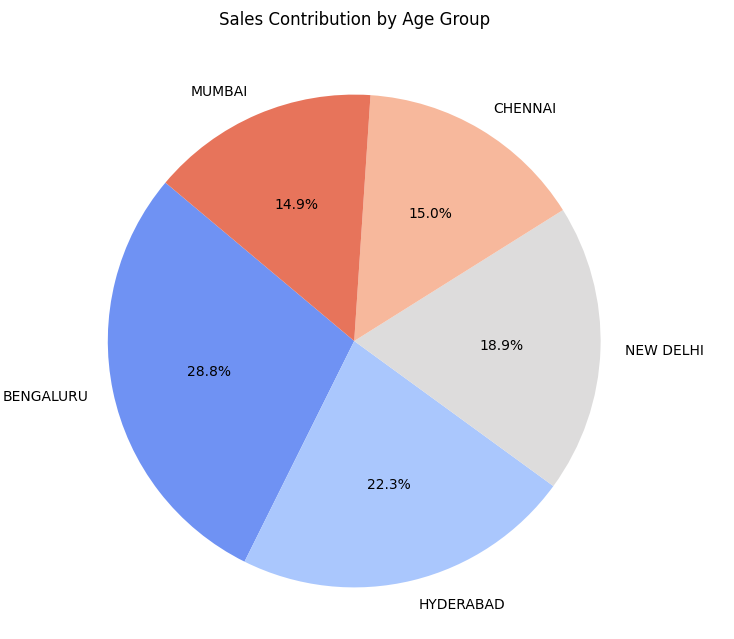 Sales Contribution by Age Group
MUMBAI
CHENNAI
14.9%
15.0%
NEW DELHI
18.9%
28.8%
BENGALURU
22.3%
HYDERABAD